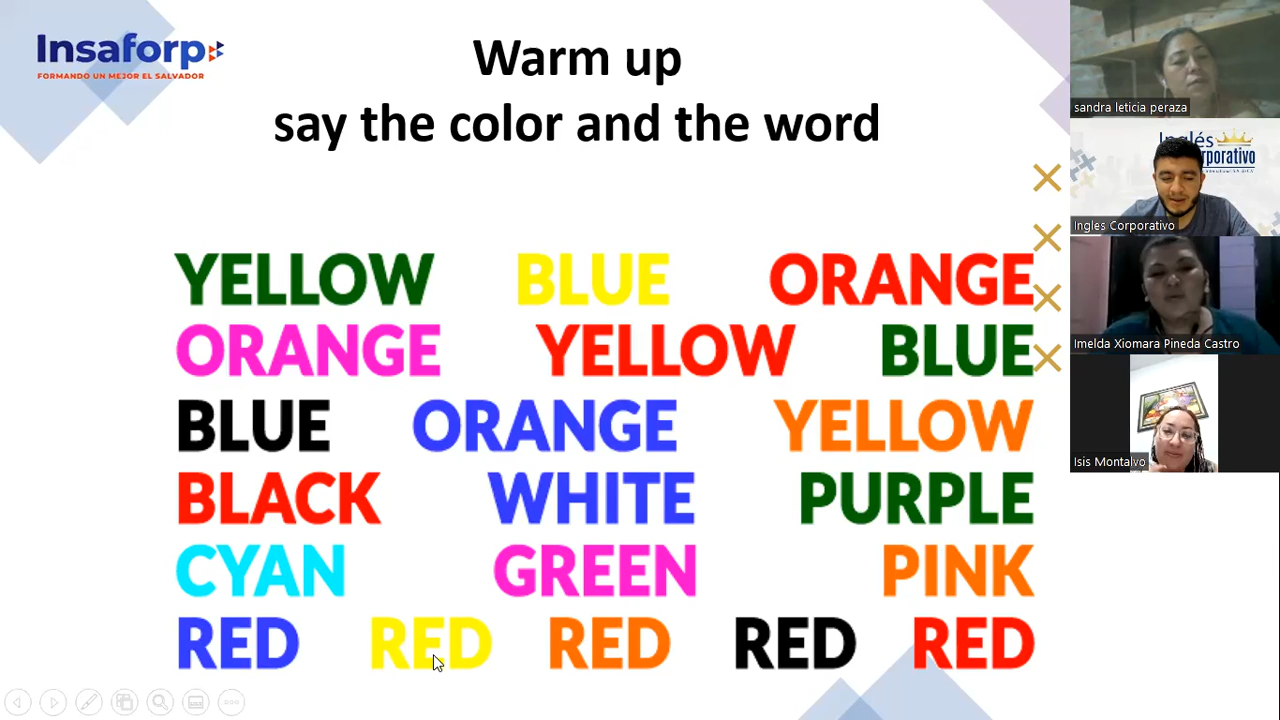 Insaforp
FORMANDO UN MEJOR EL SALVADOR
Warm up
say the color and the word
YELLOW BLUE ORANGE
ORANGE YELLOW BLUE
BLUE ORANGE YELLOW
BLACK WHITE PURPLE
CYAN GREEN PINK
RED RED RED RED RED
sandra leticia peraza
Inglés
Ingles Corporativo
Imelda Xiomara Pineda Castro
Isis Montalvo